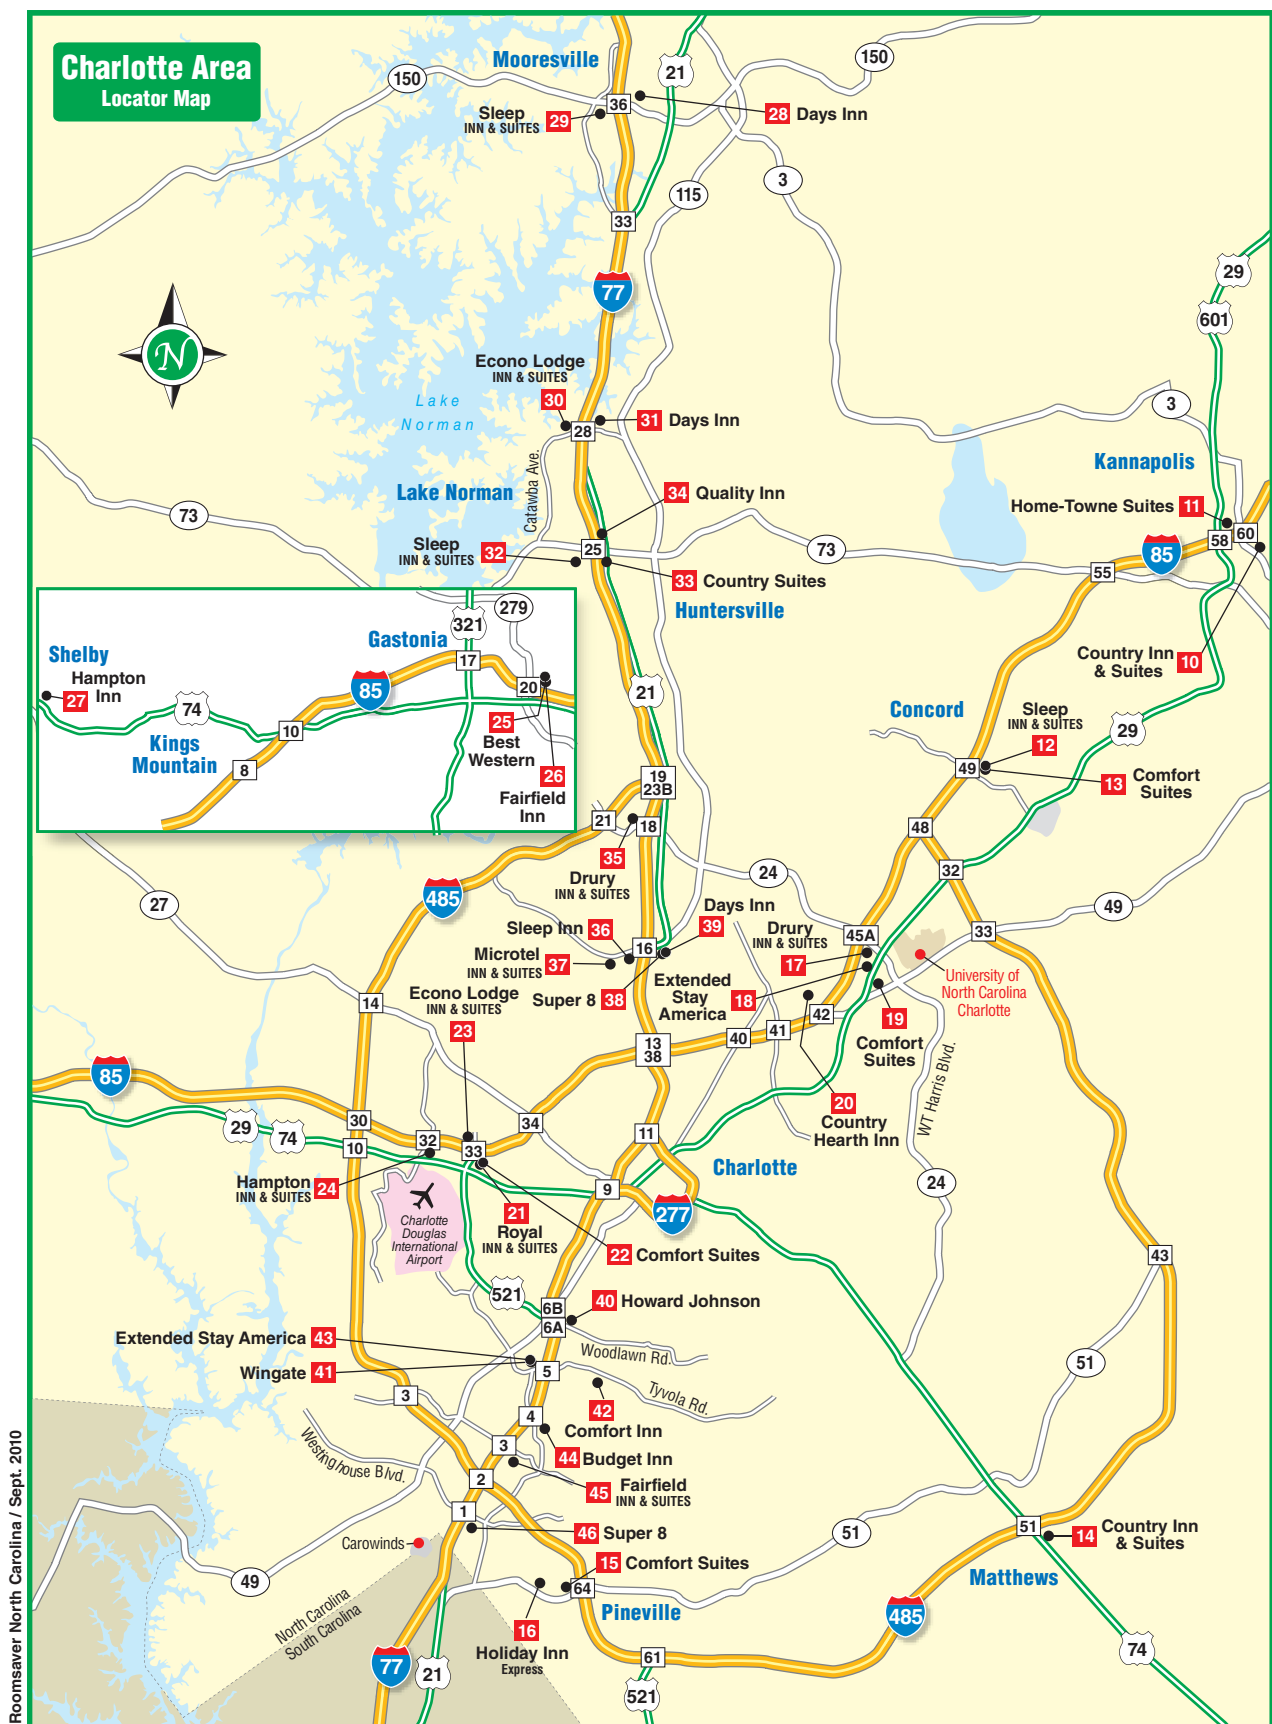 Charlotte Area
Locator Map
Mooresville
150
21
150
36
Sleep
INN & SUITES
29
28
Days Inn
3
115
33
77
29
601
N
Econo Lodge
INN & SUITES
30
Lake
Norman
28
31
Days Inn
3
Kannapolis
Catawba Ave.
Lake Norman
34
Quality Inn
Home-Towne Suites
11
73
Sleep
INN & SUITES
32
25
73
85
58
60
33
Country Suites
55
Huntersville
279
321
Gastonia
Shelby
Hampton
Inn
27
17
85
20
74
10
Kings
Mountain
8
25
Best
Western
26
Fairfield
Inn
21
Country Inn
& Suites
10
Concord
Sleep
INN & SUITES
12
29
49
13
Comfort
Suites
19
23B
21
18
48
35
Drury
INN & SUITES
24
32
485
27
49
Days Inn
39
Sleep Inn
36
Drury
INN & SUITES
17
45A
33
16
Microtel
INN & SUITES
37
Super 8
38
Extended
Stay
America
18
University of
North Carolina
Charlotte
Econo Lodge
INN & SUITES
23
14
19
Comfort
Suites
42
41
40
13
38
WT Harris Blvd.
85
20
Country
Hearth Inn
29
74
30
10
32
33
34
11
Charlotte
Hampton
INN & SUITES
24
9
24
Charlotte
Douglas
International
Airport
21
Royal
INN & SUITES
277
22
Comfort Suites
43
521
6B
6A
40
Howard Johnson
Extended Stay America
43
Woodlawn Rd.
Wingate
41
5
51
Tyvola Rd.
3
42
Comfort Inn
4
3
44
Budget Inn
Westinghouse Blvd.
2
45
Fairfield
INN & SUITES
1
46
Super 8
51
51
14
Country Inn
& Suites
Carowinds
15
Comfort Suites
49
64
Matthews
Pineville
485
North Carolina
South Carolina
16
Holiday Inn
Express
77
21
61
521
74
Roomsaver North Carolina / Sept. 2010